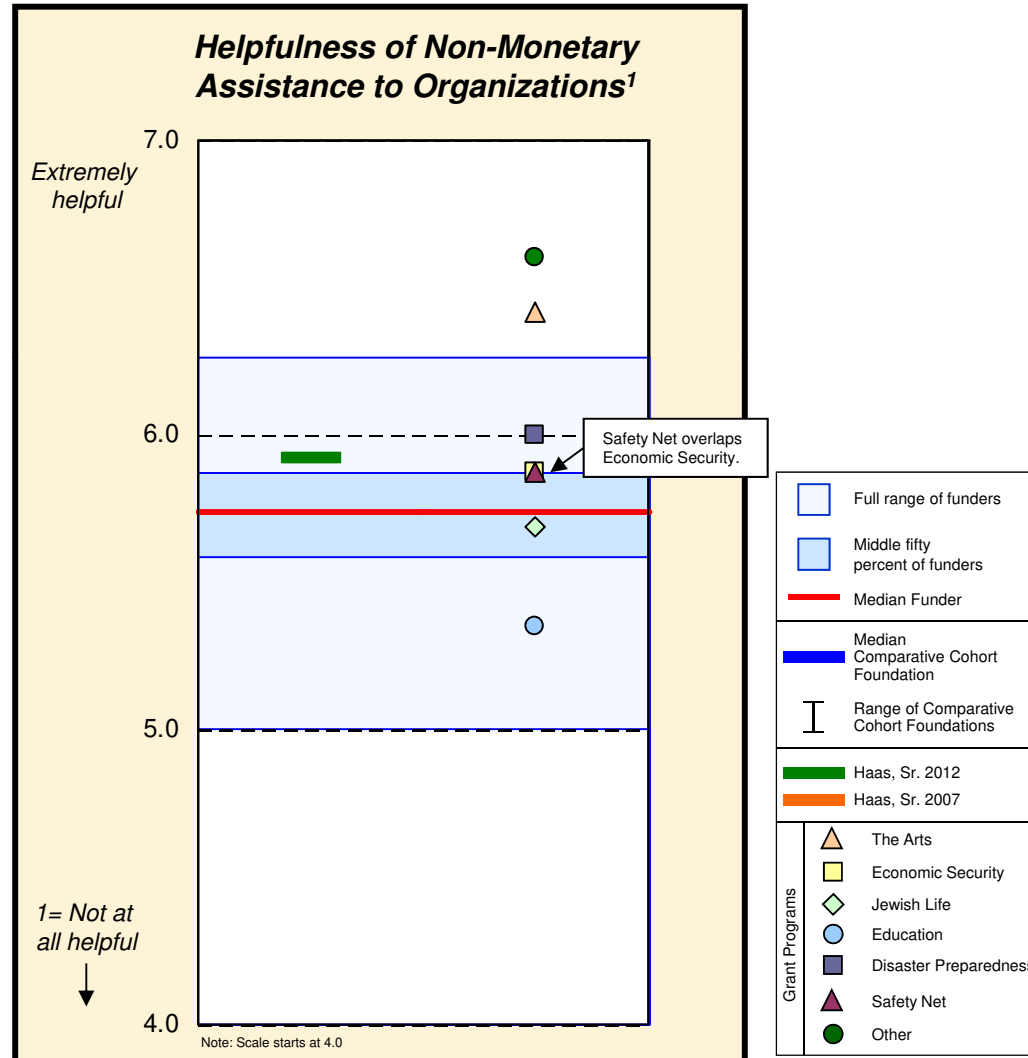 Helpfulness of Non-Monetary
Assistance to Organizations¹
7.0
Extremely
helpful
6.0
Safety Net overlaps
Economic Security.
5.0
1= Not at
all helpful
4.0
Note: Scale starts at 4.0
Full range of funders
Middle fifty
percent of funders
Median Funder
Median
Comparative Cohort
Foundation
Range of Comparative
Cohort Foundations
Haas, Sr. 2012
Haas, Sr. 2007
Grant Programs
The Arts
Economic Security
Jewish Life
Education
Disaster Preparedness
Safety Net
Other